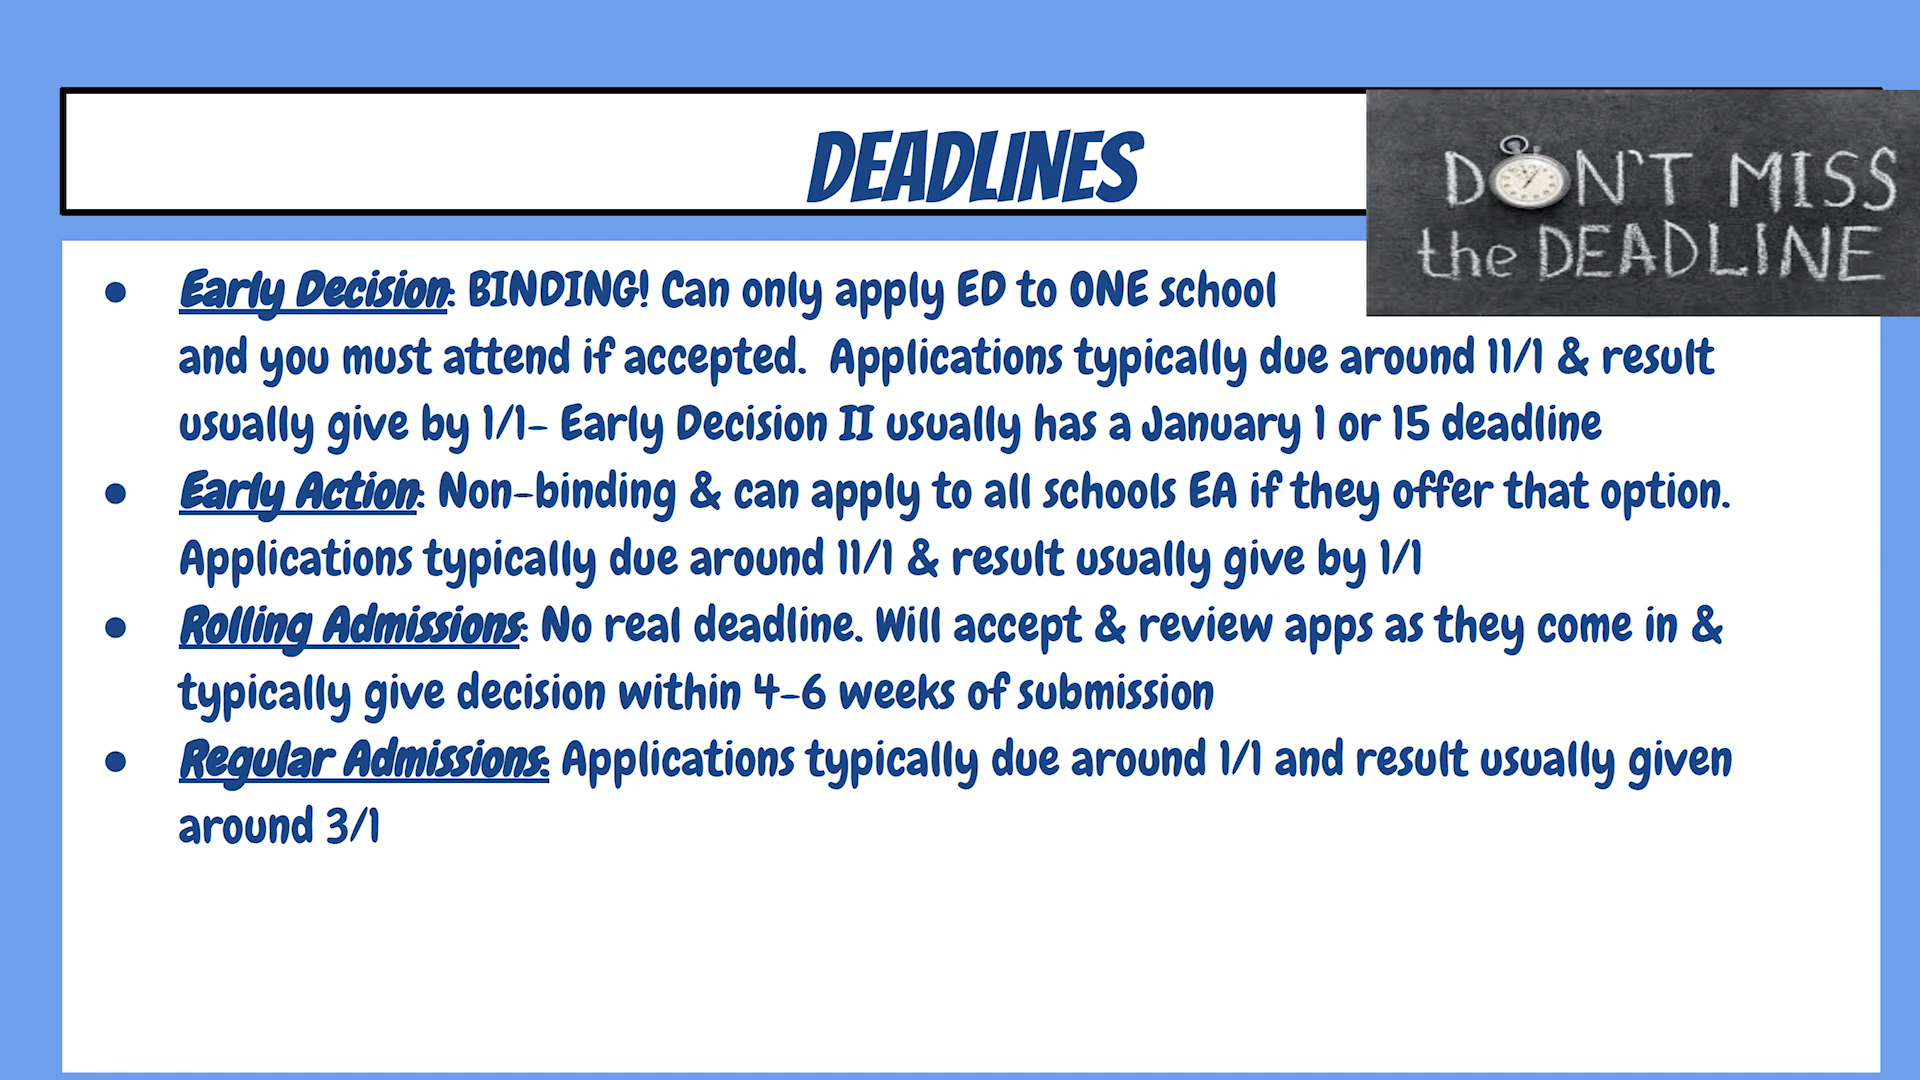 DEADLINES
DON'T MISS
the DEADLINE
● Early Decision: BINDING! Can only apply ED to ONE school
and you must attend if accepted.  Applications typically due around 11/1 & result
usually give by 1/1- Early Decision II usually has a January 1 or 15 deadline
● Early Action: Non-binding & can apply to all schools EA if they offer that option.
Applications typically due around 11/1 & result usually give by 1/1
● Rolling Admissions: No real deadline. Will accept & review apps as they come in &
typically give decision within 4-6 weeks of submission
● Regular Admissions: Applications typically due around 1/1 and result usually given
around 3/1